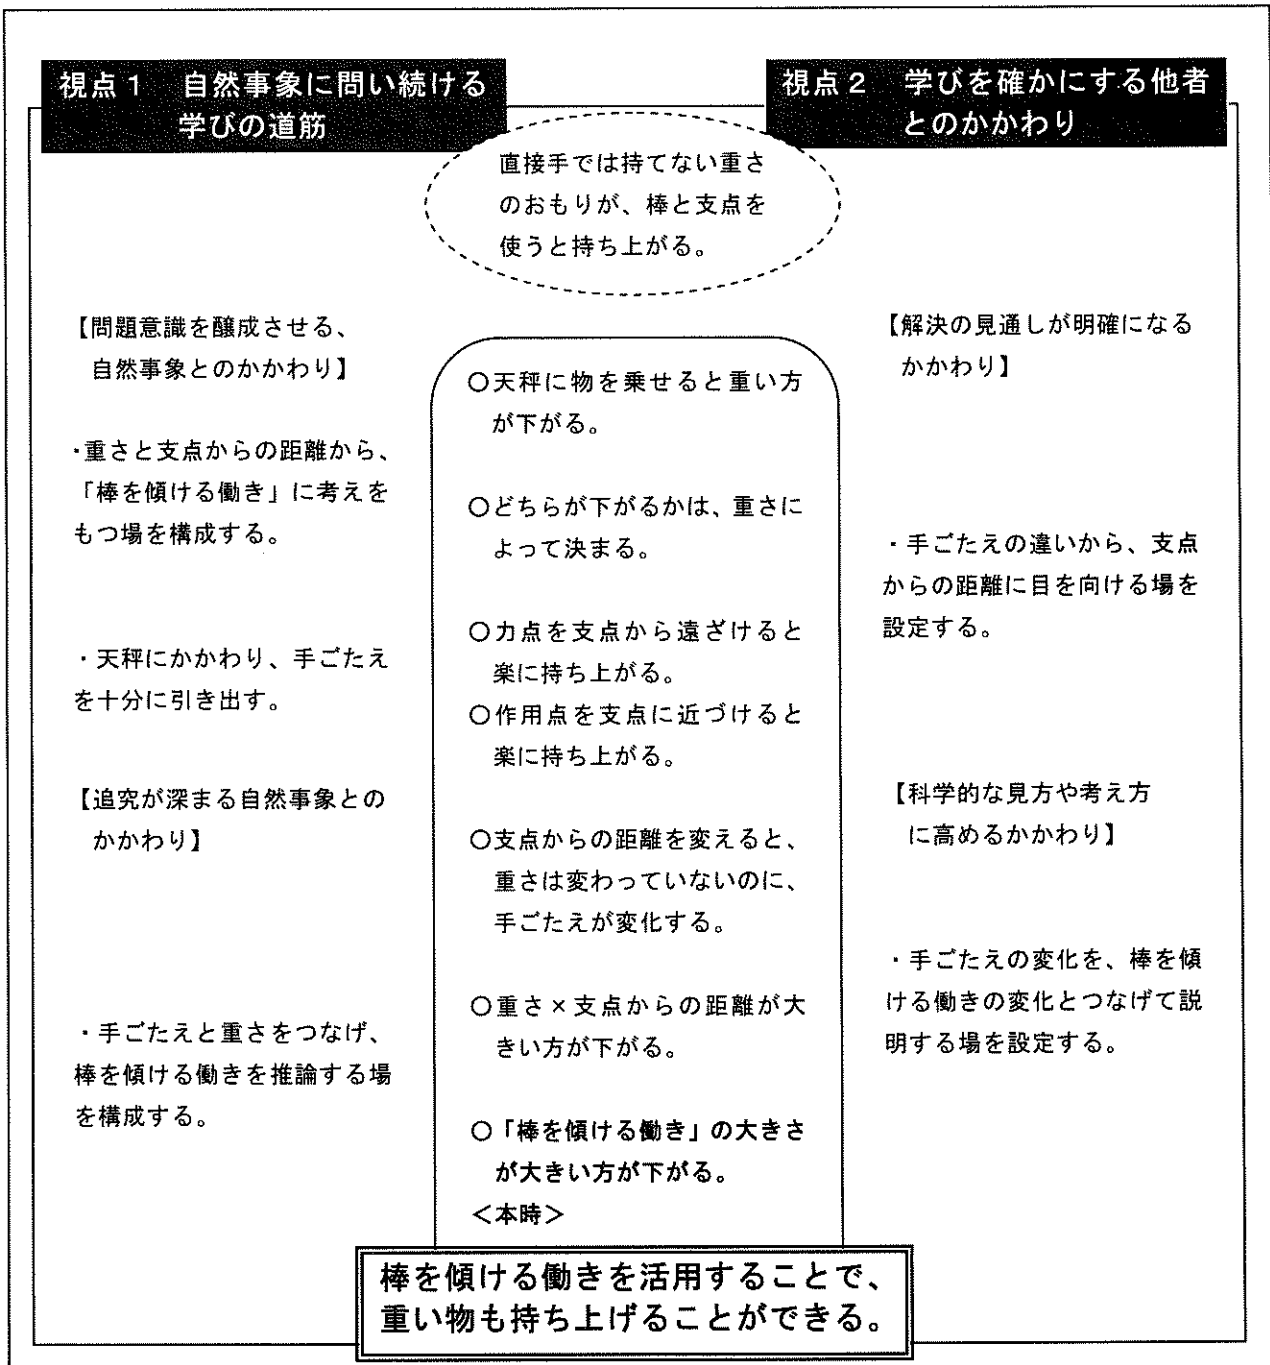 視点1 自然事象に問い続ける
学びの道筋
視点2 学びを確かにする他者
とのかかわり
直接手では持てない重さ
のおもりが、棒と支点を
使うと持ち上がる。
【問題意識を醸成させる、
自然事象とのかかわり】
・重さと支点からの距離から、
「棒を傾ける働き」に考えを
もつ場を構成する。
・天秤にかかわり、手ごたえ
を十分に引き出す。
【追究が深まる自然事象との
かかわり】
・手ごたえと重さをつなげ、
棒を傾ける働きを推論する場
を構成する。
○天秤に物を乗せると重い方
が下がる。
○どちらが下がるかは、重さに
よって決まる。
○力点を支点から遠ざけると
楽に持ち上がる。
○作用点を支点に近づけると
楽に持ち上がる。
○支点からの距離を変えると、
重さは変わっていないのに、
手ごたえが変化する。
○重さ×支点からの距離が大
きい方が下がる。
○「棒を傾ける働き」の大きさ
が大きい方が下がる。
＜本時＞
【解決の見通しが明確になる
かかわり】
・手ごたえの違いから、支点
からの距離に目を向ける場を
設定する。
【科学的な見方や考え方
に高めるかかわり】
・手ごたえの変化を、棒を傾
ける働きの変化とつなげて説
明する場を設定する。
棒を傾ける働きを活用することで、
重い物も持ち上げることができる。